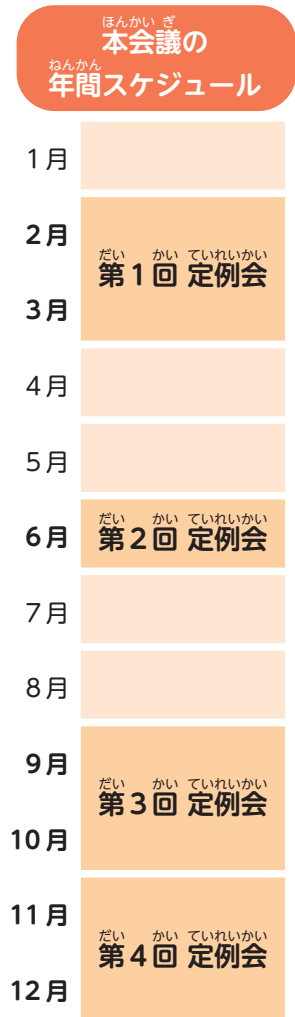 ほんかいぎ
本会議の
ねんかん
年間スケジュール
1月
2月
だい かい ていれいかい
第1回 定例会
3月
4月
5月
だい かい ていれいかい
6月 第2回 定例会
7月
8月
9月
だい かい ていれいかい
第3回 定例会
10月
11月
だい かい ていれいかい
第4回 定例会
12月